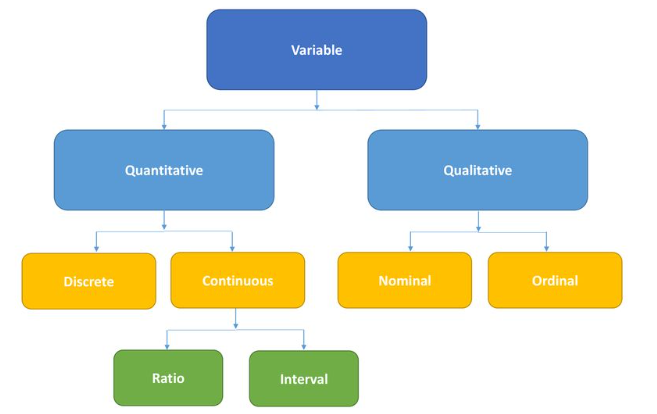 Variable
Quantitative
Qualitative
Discrete
Continuous
Nominal
Ordinal
Ratio
Interval